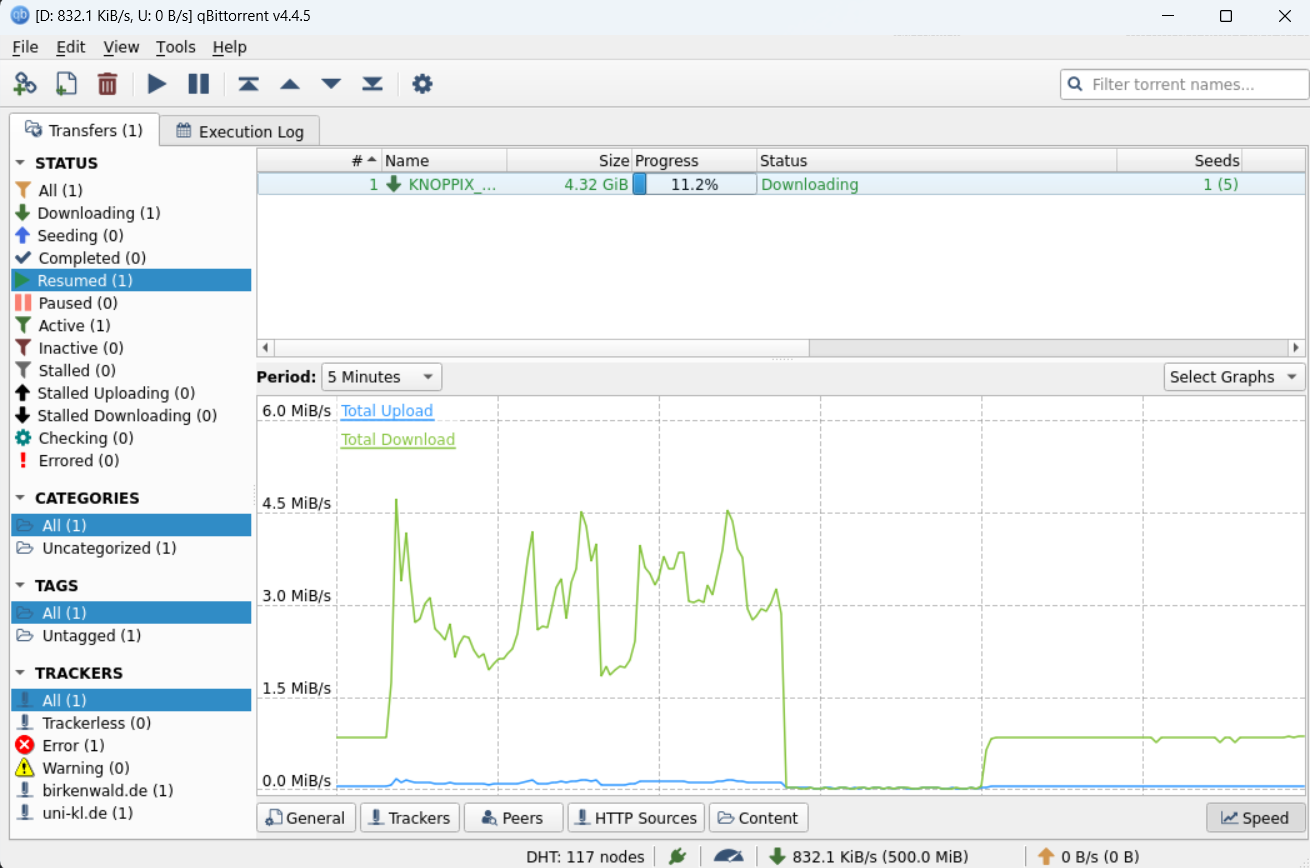 [D: 832.1 KiB/s, U: 0 B/s] qBittorrent v4.4.5
File Edit View Tools Help
Filter torrent names...
Transfers (1) Execution Log
STATUS
All (1)
Downloading (1)
Seeding (0)
Completed (0)
Resumed (1)
Paused (0)
Active (1)
Inactive (0)
Stalled (0)
Stalled Uploading (0)
Stalled Downloading (0)
Checking (0)
Errored (0)
CATEGORIES
All (1)
Uncategorized (1)
TAGS
All (1)
Untagged (1)
TRACKERS
All (1)
Trackerless (0)
Error (1)
Warning (0)
birkenwald.de (1)
uni-kl.de (1)
# Name Size Progress Status Seeds
1 KNOPPIX_... 4.32 GiB 11.2% Downloading 1 (5)
Period: 5 Minutes Select Graphs
6.0 MiB/s Total Upload
Total Download
4.5 MiB/s
3.0 MiB/s
1.5 MiB/s
0.0 MiB/s
General Trackers Peers HTTP Sources Content Speed
DHT: 117 nodes 832.1 KiB/s (500.0 MiB) 0 B/s (0 B)